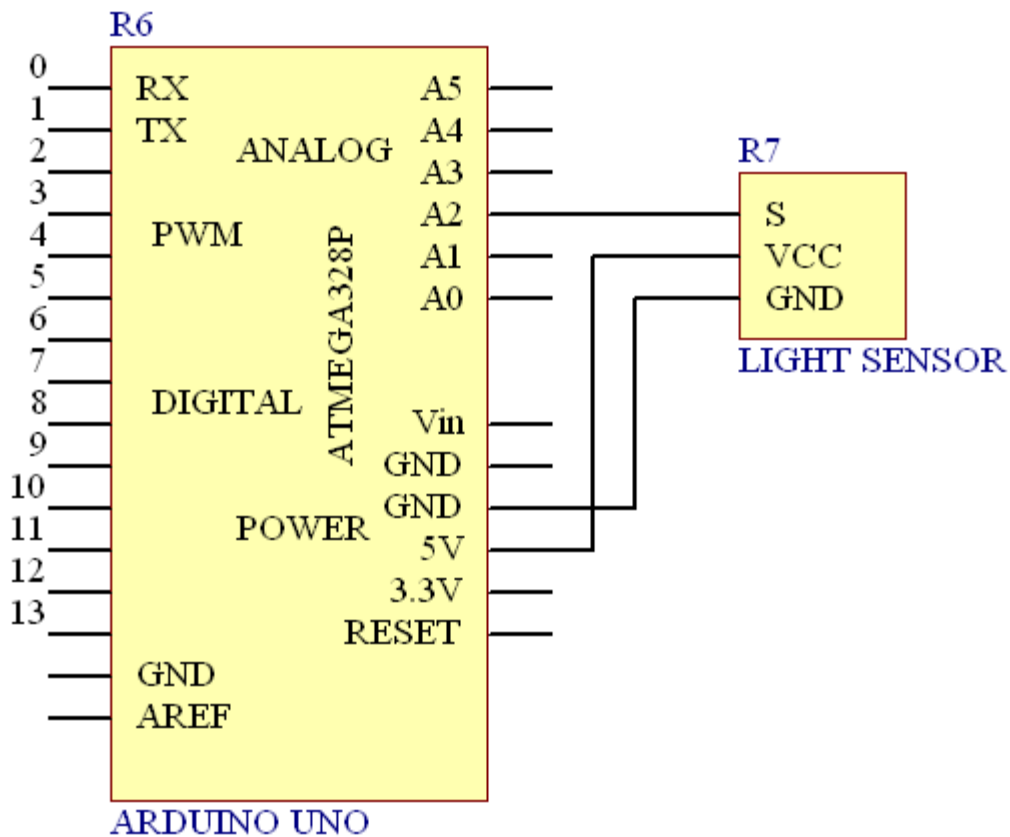 R6
0
1
2
3
4
5
6
7
8
9
10
11
12
13
RX
TX
GND
AREF
ANALOG
PWM
DIGITAL
POWER
ATMEGA328P
A5
A4
A3
A2
A1
A0
Vin
GND
GND
5V
3.3V
RESET
ARDUINO UNO
R7
S
VCC
GND
LIGHT SENSOR